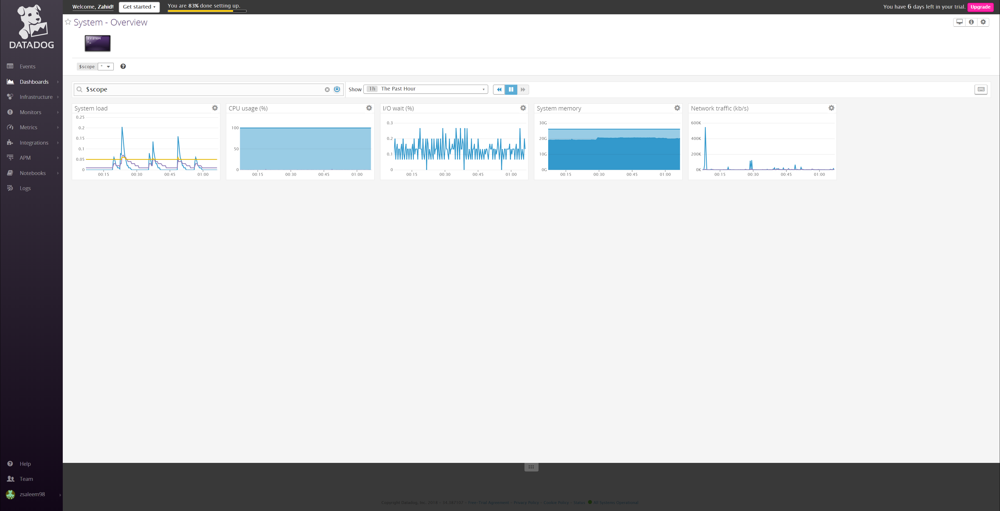 DATADOG
Welcome, Zahid!
Get started
You are 83% done setting up.
You have 6 days left in your trial.
Upgrade
System - Overview
SYSTEM
>_
$scope
*
Events
Dashboards
Infrastructure
Monitors
Metrics
Integrations
APM
Notebooks
Logs
$scope
Show
1h The Past Hour
System load
0.25
0.2
0.15
0.1
0.05
0
00:15 00:30 00:45 01:00
CPU usage (%)
100
50
0
00:15 00:30 00:45 01:00
I/O wait (%)
0.3
0.2
0.1
0
00:15 00:30 00:45 01:00
System memory
30G
20G
10G
0G
00:15 00:30 00:45 01:00
Network traffic (kb/s)
600K
400K
200K
0K
00:15 00:30 00:45 01:00
Help
Team
zsaleem98
Copyright Datadog, Inc. 2018 - 34.387107 - Free-Trial Agreement - Privacy Policy - Cookie Policy - Status All Systems Operational